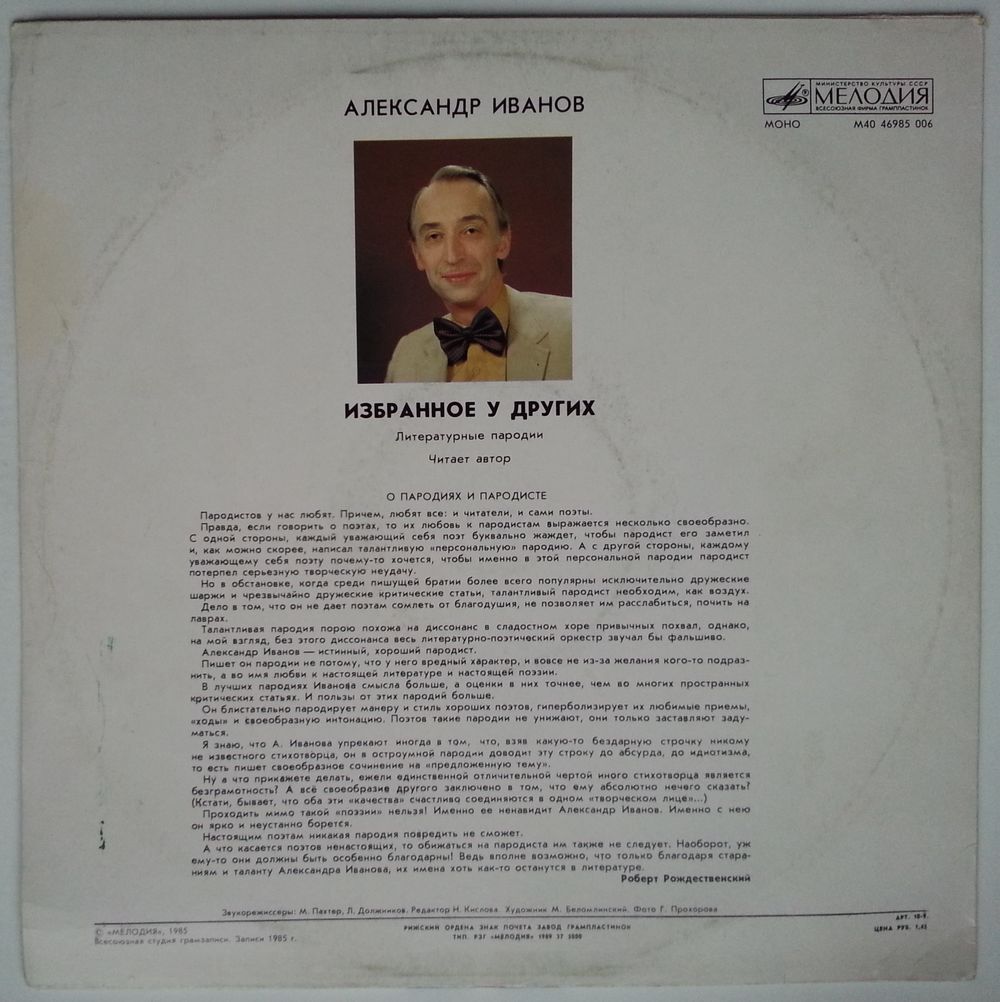 АЛЕКСАНДР ИВАНОВ
МИНИСТЕРСТВО КУЛЬТУРЫ СССР
МЕЛОДИЯ
ВСЕСОЮЗНАЯ ФИРМА ГРАМПЛАСТИНОК
МОНО М40 46985 006
ИЗБРАННОЕ У ДРУГИХ
Литературные пародии
Читает автор
О ПАРОДИЯХ И ПАРОДИСТЕ
Пародистов у нас любят. Причем, любят все: и читатели, и сами поэты.
Правда, если говорить о поэтах, то их любовь к пародистам выражается несколько своеобразно.
С одной стороны, каждый уважающий себя поэт буквально жаждет, чтобы пародист его заметил
и, как можно скорее, написал талантливую «персональную» пародию. А с другой стороны, каждому
уважающему себя поэту почему-то хочется, чтобы именно в этой персональной пародии пародист
потерпел серьезную творческую неудачу.
Но в обстановке, когда среди пишущей братии более всего популярны исключительно дружеские
шаржи и чрезвычайно дружеские критические статьи, талантливый пародист необходим, как воздух.
Дело в том, что он не дает поэтам сомлеть от благодушия, не позволяет им расслабиться, почить на
лаврах.
Талантливая пародия порою похожа на диссонанс в сладостном хоре привычных похвал, однако,
на мой взгляд, без этого диссонанса весь литературно-поэтический оркестр звучал бы фальшиво.
Александр Иванов — истинный, хороший пародист.
Пишет он пародии не потому, что у него вредный характер, и вовсе не из-за желания кого-то подраз-
нить, а во имя любви к настоящей литературе и настоящей поэзии.
В лучших пародиях Иванова смысла больше, а оценки в них точнее, чем во многих пространных
критических статьях. И пользы от этих пародий больше.
Он блистательно пародирует манеру и стиль хороших поэтов, гиперболизирует их любимые приемы,
«ходы» и своеобразную интонацию. Поэтов такие пародии не унижают, они только заставляют заду-
маться.
Я знаю, что А. Иванова упрекают иногда в том, что, взяв какую-то бездарную строчку никому
не известного стихотворца, он в остроумной пародии доводит эту строку до абсурда, до идиотизма,
то есть пишет своеобразное сочинение на «предложенную тему».
Ну а что прикажете делать, ежели единственной отличительной чертой иного стихотворца является
безграмотность? А всё своеобразие другого заключено в том, что ему абсолютно нечего сказать?
(Кстати, бывает, что оба эти «качества» счастливо соединяются в одном «творческом лице»...)
Проходить мимо такой «поэзии» нельзя! Именно ее ненавидит Александр Иванов. Именно с нею
он ярко и неустанно борется.
Настоящим поэтам никакая пародия повредить не сможет.
А что касается поэтов ненастоящих, то обижаться на пародиста им также не следует. Наоборот, уж
ему-то они должны быть особенно благодарны! Ведь вполне возможно, что только благодаря стара-
ниям и таланту Александра Иванова, их имена хоть как-то останутся в литературе.
Роберт Рождественский
Звукорежиссеры: М. Пахтер, Л. Должников. Редактор Н. Кислова. Художник М. Беломлинский. Фото Г. Прохорова
© «МЕЛОДИЯ», 1985
Всесоюзная студия грамзаписи. Записи 1985 г.
РИЖСКИЙ ОРДЕНА ЗНАК ПОЧЕТА ЗАВОД ГРАМПЛАСТИНОК
ТИП. РЗГ «МЕЛОДИЯ» 1989 37 5000
АРТ. 10-9.
ЦЕНА РУБ. 1,45